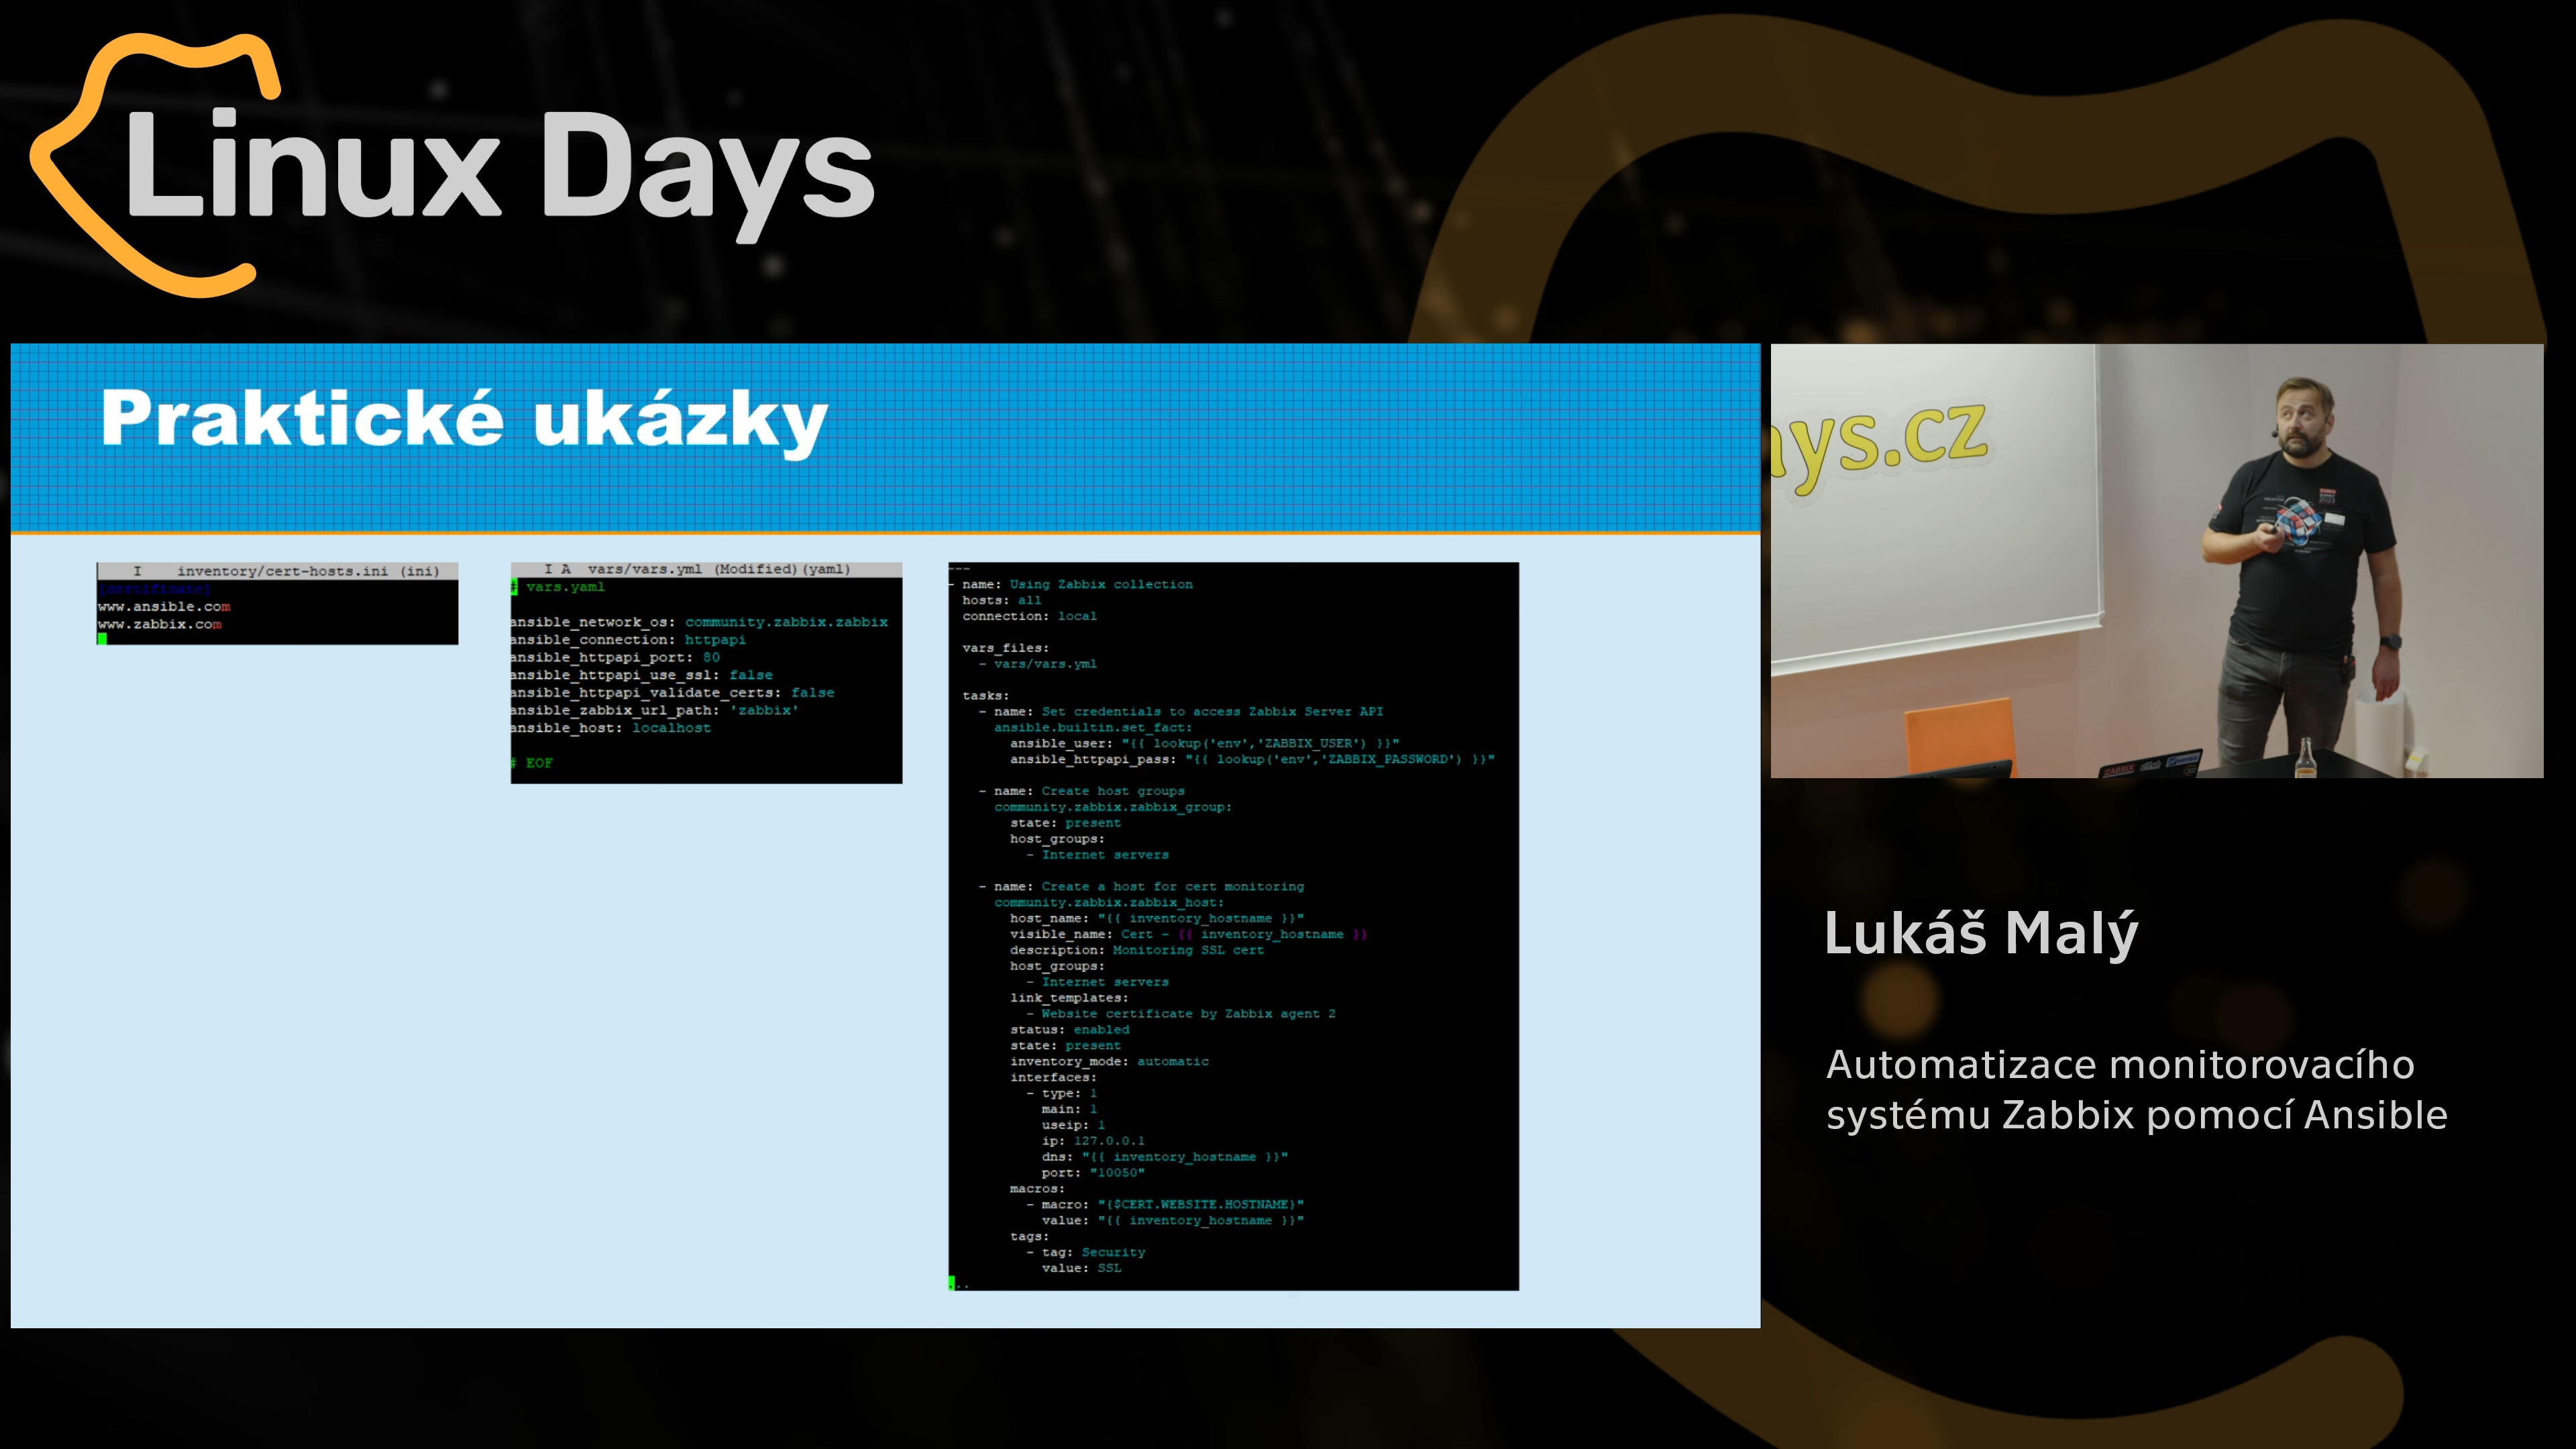 Linux Days
Praktické ukázky
I inventory/cert-hosts.ini (ini)
[certifikate]
www.ansible.com
www.zabbix.com
I A vars/vars.yml (Modified)(yaml)
# vars.yaml
ansible_network_os: community.zabbix.zabbix
ansible_connection: httpapi
ansible_httpapi_port: 80
ansible_httpapi_use_ssl: false
ansible_httpapi_validate_certs: false
ansible_zabbix_url_path: 'zabbix'
ansible_host: localhost
# EOF
---
- name: Using Zabbix collection
hosts: all
connection: local
vars_files:
- vars/vars.yml
tasks:
- name: Set credentials to access Zabbix Server API
ansible.builtin.set_fact:
ansible_user: "{{ lookup('env','ZABBIX_USER') }}"
ansible_httpapi_pass: "{{ lookup('env','ZABBIX_PASSWORD') }}"
- name: Create host groups
community.zabbix.zabbix_group:
state: present
host_groups:
- Internet servers
- name: Create a host for cert monitoring
community.zabbix.zabbix_host:
host_name: "{{ inventory_hostname }}"
visible_name: Cert - {{ inventory_hostname }}
description: Monitoring SSL cert
host_groups:
- Internet servers
link_templates:
- Website certificate by Zabbix agent 2
status: enabled
state: present
inventory_mode: automatic
interfaces:
- type: 1
main: 1
useip: 1
ip: 127.0.0.1
dns: "{{ inventory_hostname }}"
port: "10050"
macros:
- macro: "{$CERT.WEBSITE.HOSTNAME}"
value: "{{ inventory_hostname }}"
tags:
- tag: Security
value: SSL
...
ays.cz
ZABBIX
Lukáš Malý
Automatizace monitorovacího
systému Zabbix pomocí Ansible